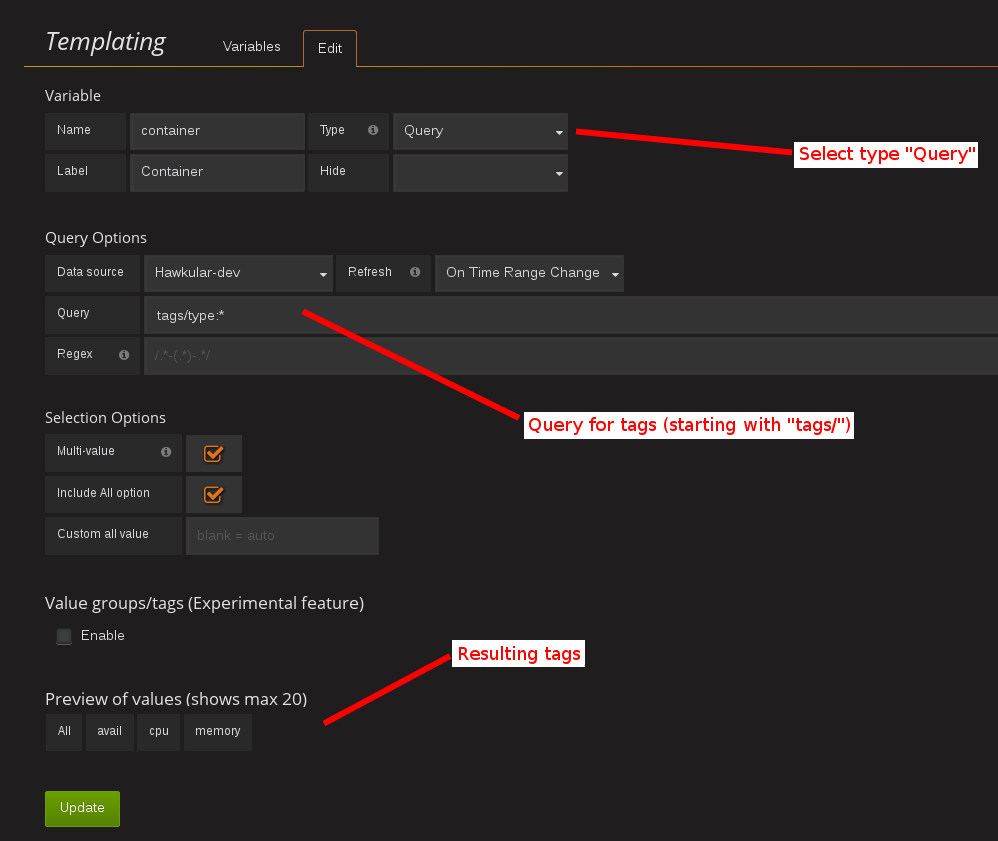 Templating Variables Edit
Variable
Name container Type Query
Select type "Query"
Label Container Hide
Query Options
Data source Hawkular-dev Refresh On Time Range Change
Query tags/type:*
Regex /.*-(.*)-.*/
Selection Options
Query for tags (starting with "tags/")
Multi-value
Include All option
Custom all value blank = auto
Value groups/tags (Experimental feature)
Enable
Resulting tags
Preview of values (shows max 20)
All avail cpu memory
Update